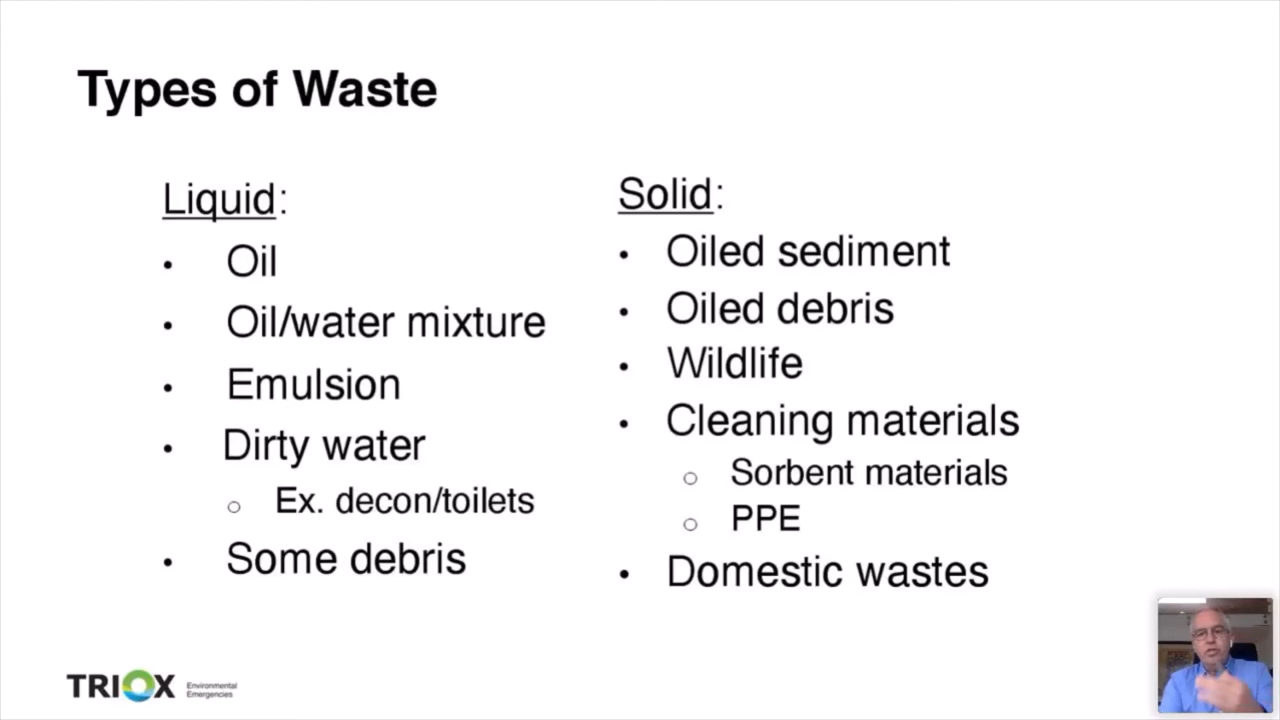 Types of Waste
Liquid:
• Oil
• Oil/water mixture
• Emulsion
• Dirty water
○ Ex. decon/toilets
• Some debris
Solid:
• Oiled sediment
• Oiled debris
• Wildlife
• Cleaning materials
○ Sorbent materials
○ PPE
• Domestic wastes
TRIOX
Environmental
Emergencies